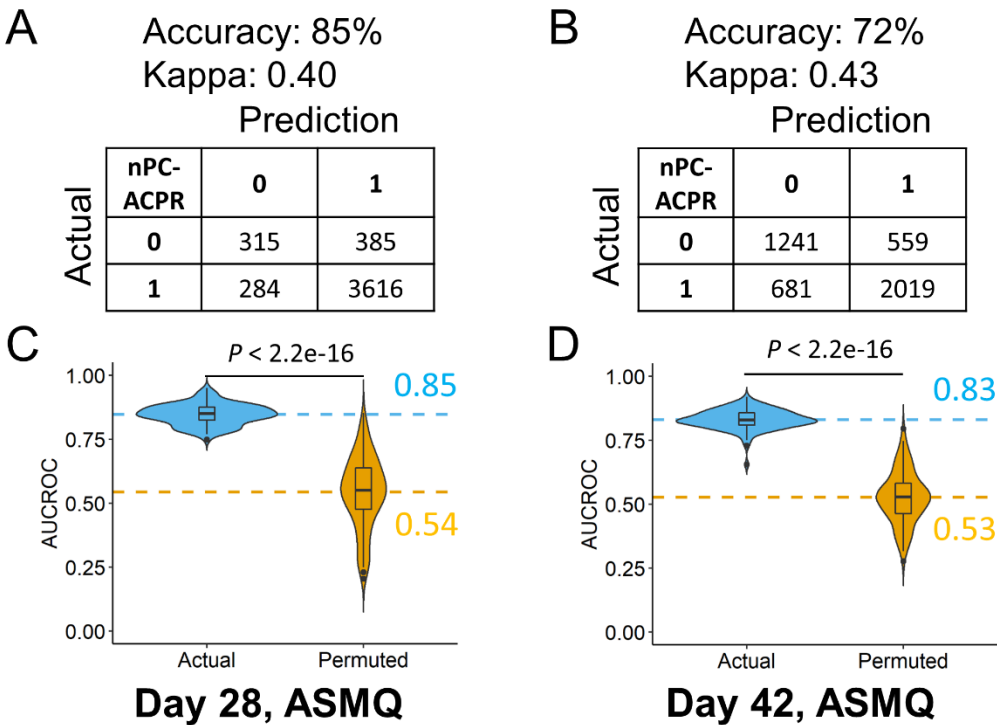 A
Accuracy: 85%
Kappa: 0.40
Prediction
Actual
nPC-
ACPR
0
1
0
315
385
1
284
3616
B
Accuracy: 72%
Kappa: 0.43
Prediction
Actual
nPC-
ACPR
0
1
0
1241
559
1
681
2019
C
P < 2.2e-16
AUCROC
1.00
0.75
0.50
0.25
0.00
0.85
0.54
Actual
Permuted
Day 28, ASMQ
D
P < 2.2e-16
AUCROC
1.00
0.75
0.50
0.25
0.00
0.83
0.53
Actual
Permuted
Day 42, ASMQ